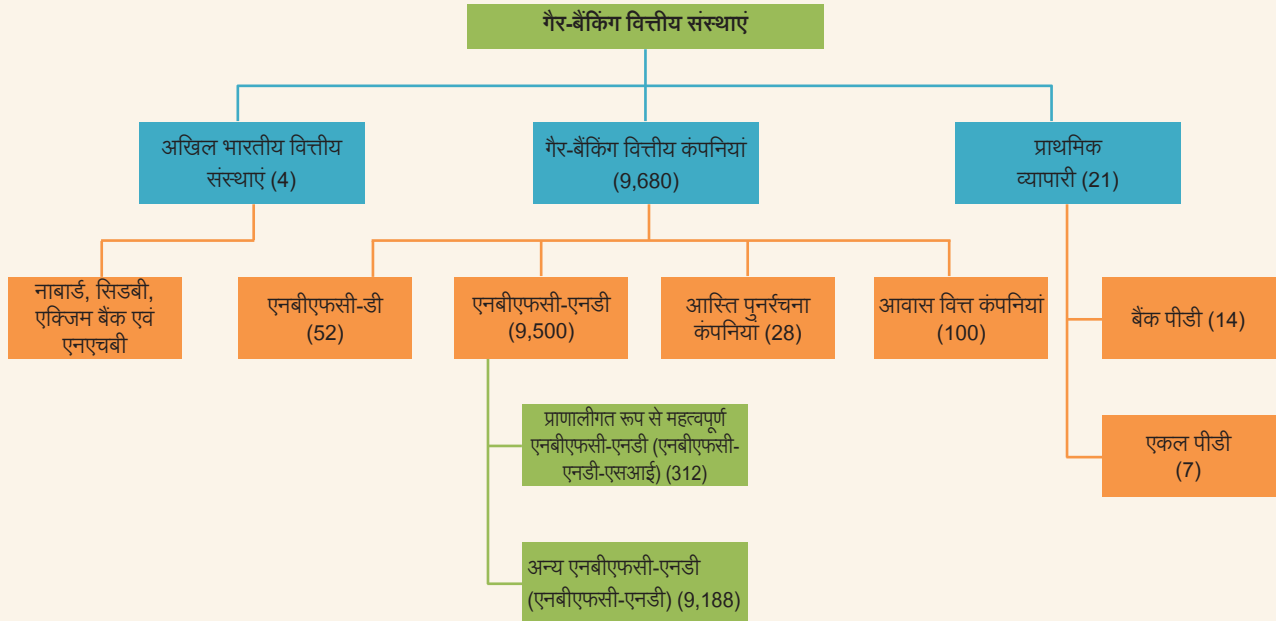 गैर-बैंकिंग वित्तीय संस्थाएं
अखिल भारतीय वित्तीय
संस्थाएं (4)
गैर-बैंकिंग वित्तीय कंपनियां
(9,680)
प्राथमिक
व्यापारी (21)
नाबार्ड, सिडबी,
एक्जिम बैंक एवं
एनएचबी
एनबीएफसी-डी
(52)
एनबीएफसी-एनडी
(9,500)
आस्ति पुनर्रचना
कंपनियां (28)
आवास वित्त कंपनियां
(100)
बैंक पीडी (14)
प्राणालीगत रूप से महत्वपूर्ण
एनबीएफसी-एनडी (एनबीएफसी-
एनडी-एसआई) (312)
एकल पीडी
(7)
अन्य एनबीएफसी-एनडी
(एनबीएफसी-एनडी) (9,188)